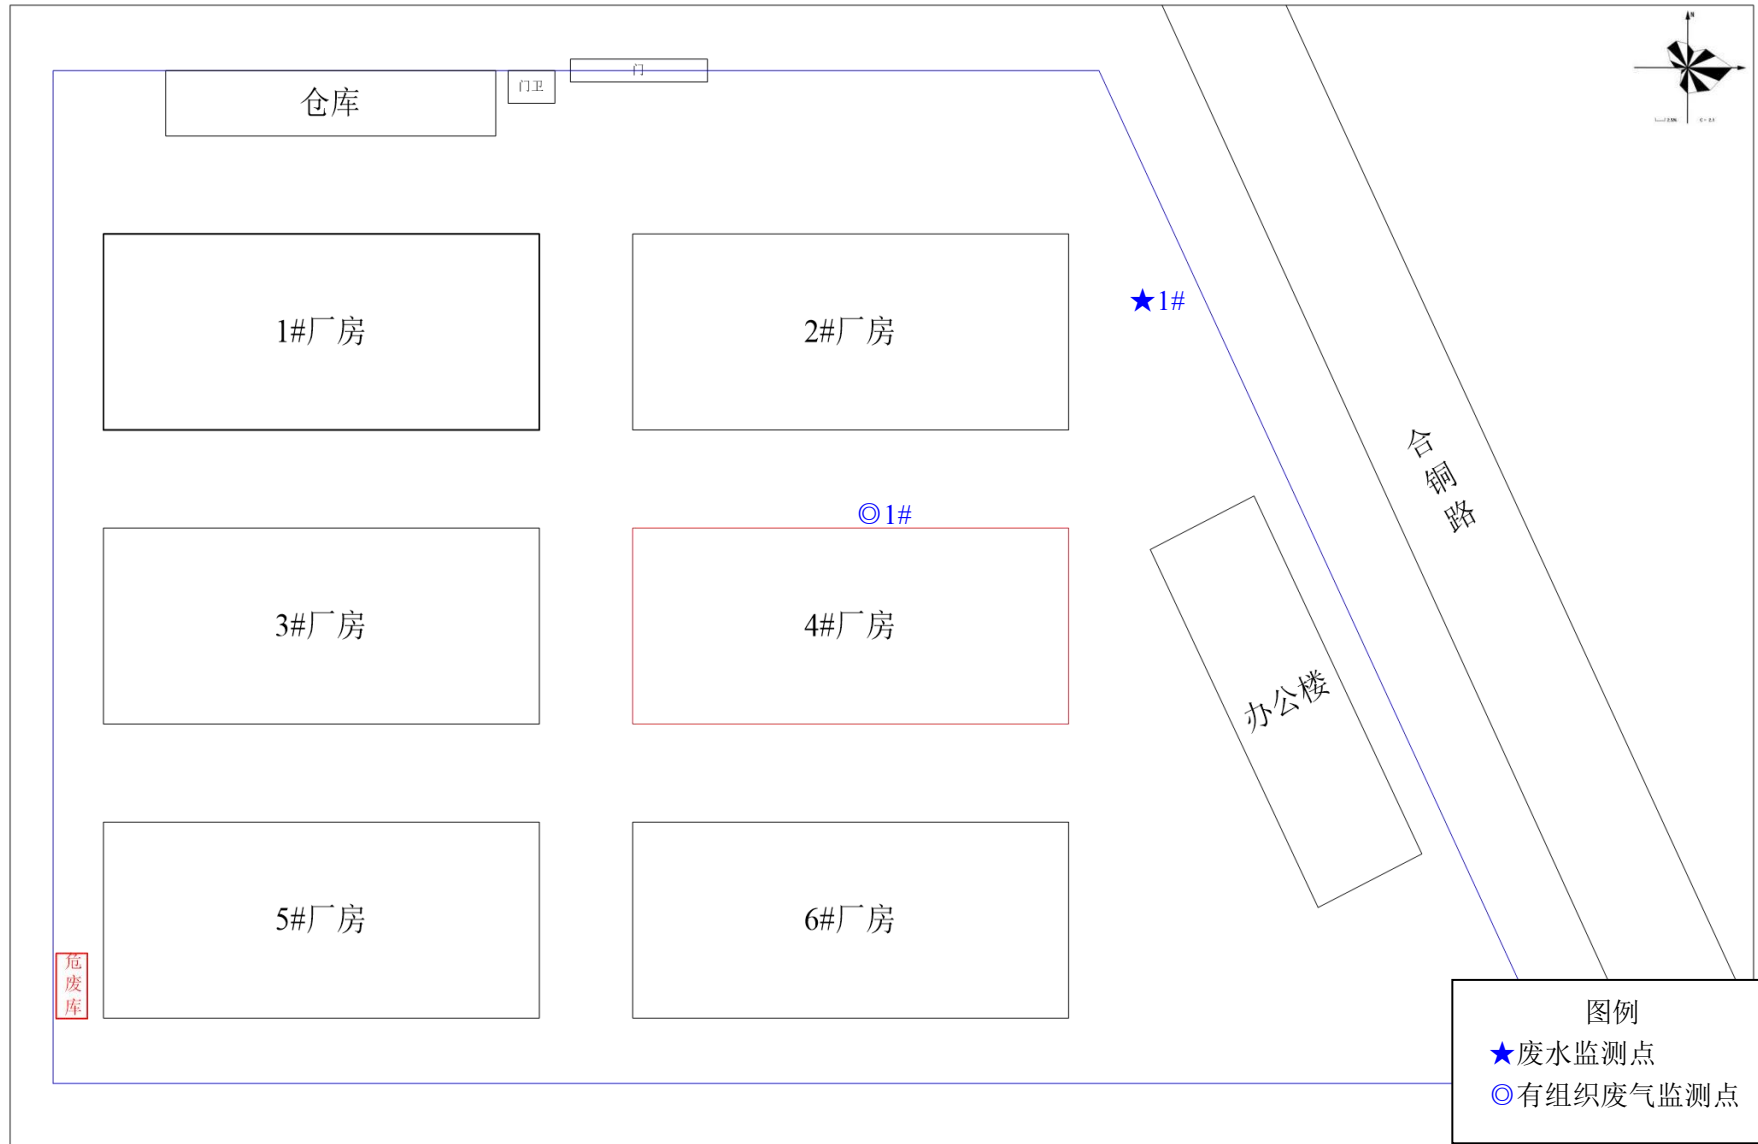 N
门
门卫
仓库
1#厂房
2#厂房
★1#
合铜路
◎1#
3#厂房
4#厂房
办公楼
5#厂房
6#厂房
危废库
图例
★废水监测点
◎有组织废气监测点